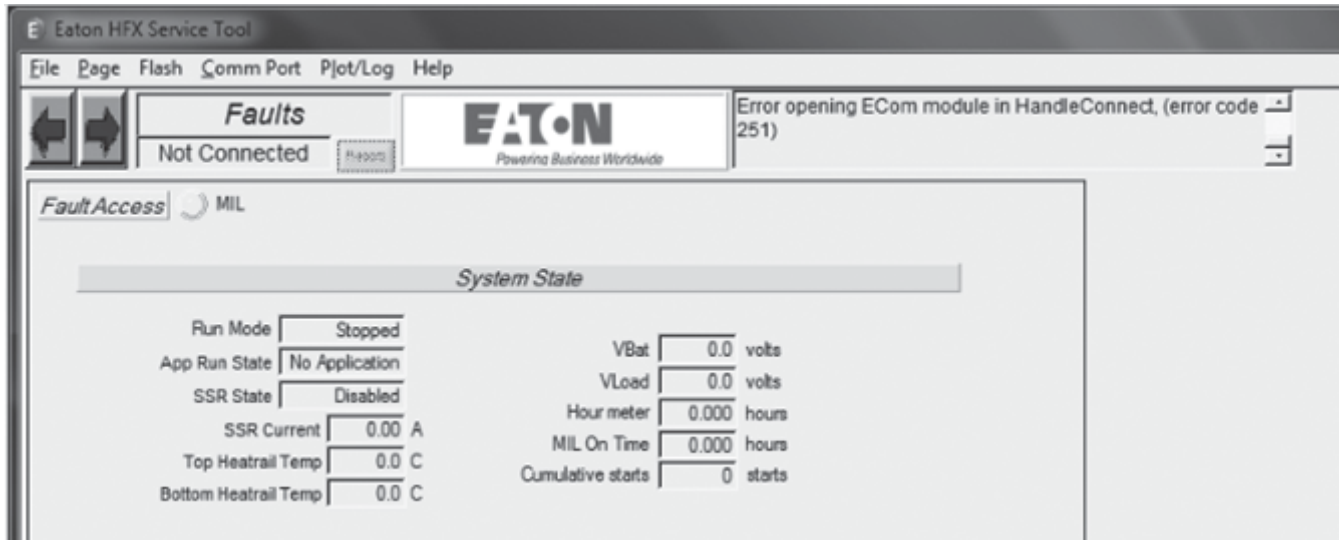 Eaton HFX Service Tool
File Page Flash Comm Port Plot/Log Help
Faults
Not Connected
Reports
EATON
Powering Business Worldwide
Error opening ECom module in HandleConnect, (error code
251)
Fault Access MIL
System State
Run Mode Stopped
App Run State No Application
SSR State Disabled
SSR Current 0.00 A
Top Heatrail Temp 0.0 C
Bottom Heatrail Temp 0.0 C
VBat 0.0 volts
VLoad 0.0 volts
Hour meter 0.000 hours
MIL On Time 0.000 hours
Cumulative starts 0 starts